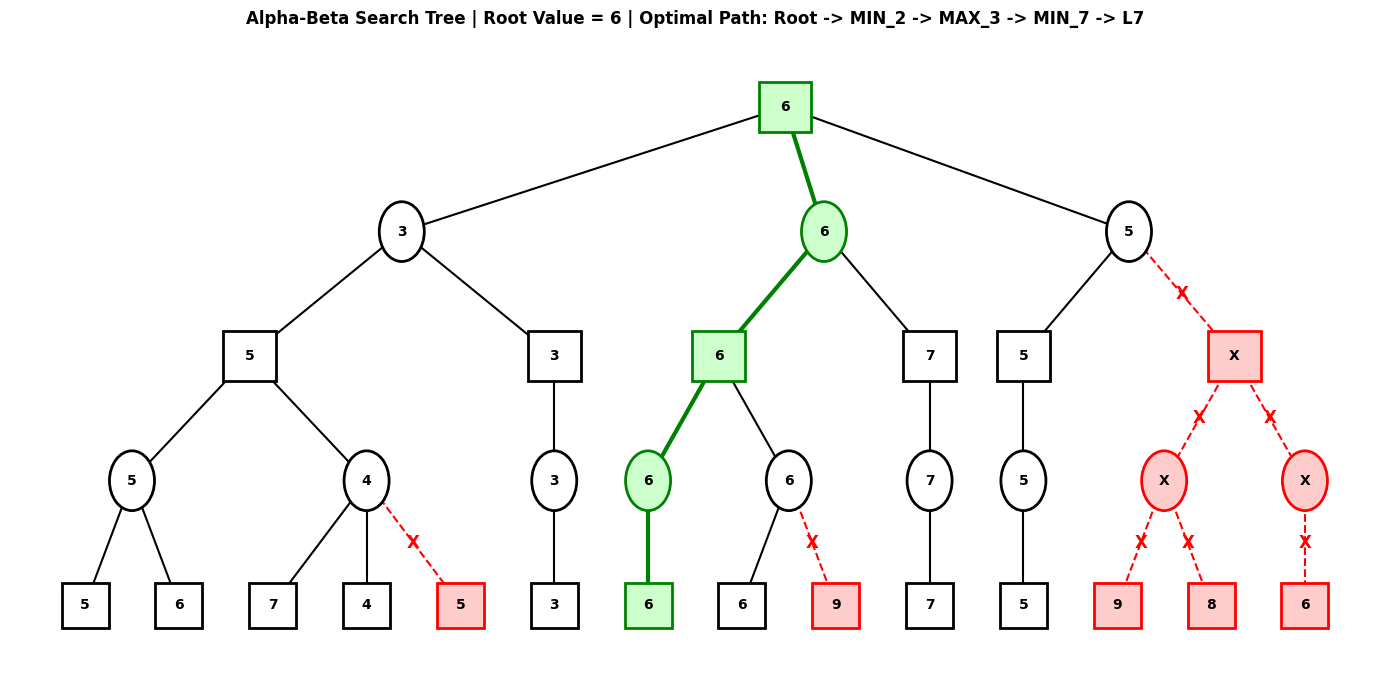 Alpha-Beta Search Tree | Root Value = 6 | Optimal Path: Root -> MIN_2 -> MAX_3 -> MIN_7 -> L7
6
3 6 5
X
5 3 6 7 5 X
X X
5 4 3 6 6 7 5 X X
X X X X X
5 6 7 4 5 3 6 6 9 7 5 9 8 6